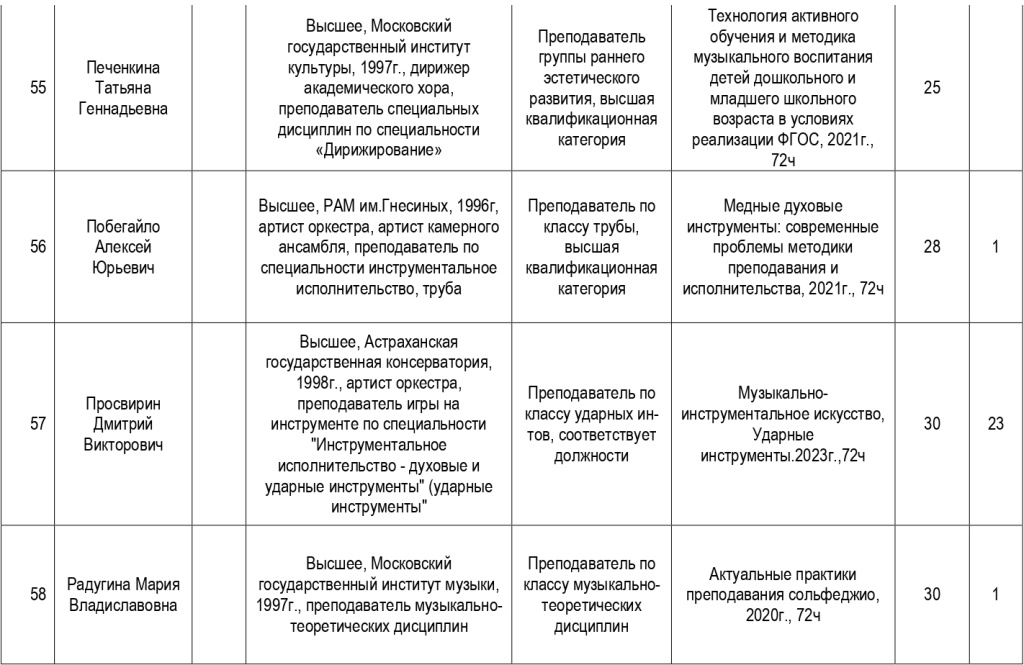 55
Печенкина
Татьяна
Геннадьевна
Высшее, Московский
государственный институт
культуры, 1997г., дирижер
академического хора,
преподаватель специальных
дисциплин по специальности
«Дирижирование»
Преподаватель
группы раннего
эстетического
развития, высшая
квалификационная
категория
Технология активного
обучения и методика
музыкального воспитания
детей дошкольного и
младшего школьного
возраста в условиях
реализации ФГОС, 2021г.,
72ч
25
56
Побегайло
Алексей
Юрьевич
Высшее, РАМ им.Гнесиных, 1996г,
артист оркестра, артист камерного
ансамбля, преподаватель по
специальности инструментальное
исполнительство, труба
Преподаватель по
классу трубы,
высшая
квалификационная
категория
Медные духовые
инструменты: современные
проблемы методики
преподавания и
исполнительства, 2021г., 72ч
28
1
57
Просвирин
Дмитрий
Викторович
Высшее, Астраханская
государственная консерватория,
1998г., артист оркестра,
преподаватель игры на
инструменте по специальности
"Инструментальное
исполнительство - духовые и
ударные инструменты" (ударные
инструменты"
Преподаватель по
классу ударных ин-
тов, соответствует
должности
Музыкально-
инструментальное искусство,
Ударные
инструменты.2023г.,72ч
30
23
58
Радугина Мария
Владиславовна
Высшее, Московский
государственный институт музыки,
1997г., преподаватель музыкально-
теоретических дисциплин
Преподаватель по
классу музыкально-
теоретических
дисциплин
Актуальные практики
преподавания сольфеджио,
2020г., 72ч
30
1